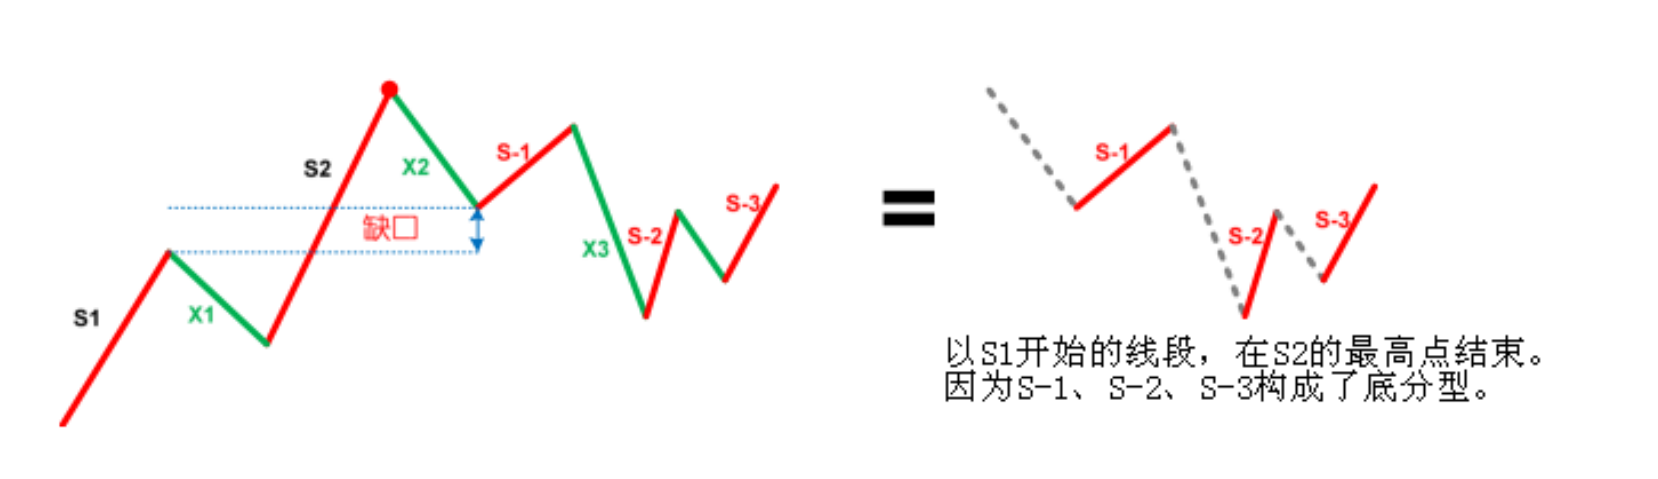 S1
X1
S2
X2
缺口
S-1
X3
S-2
S-3
=
S-1
S-2
S-3
以S1开始的线段，在S2的最高点结束。
因为S-1、S-2、S-3构成了底分型。